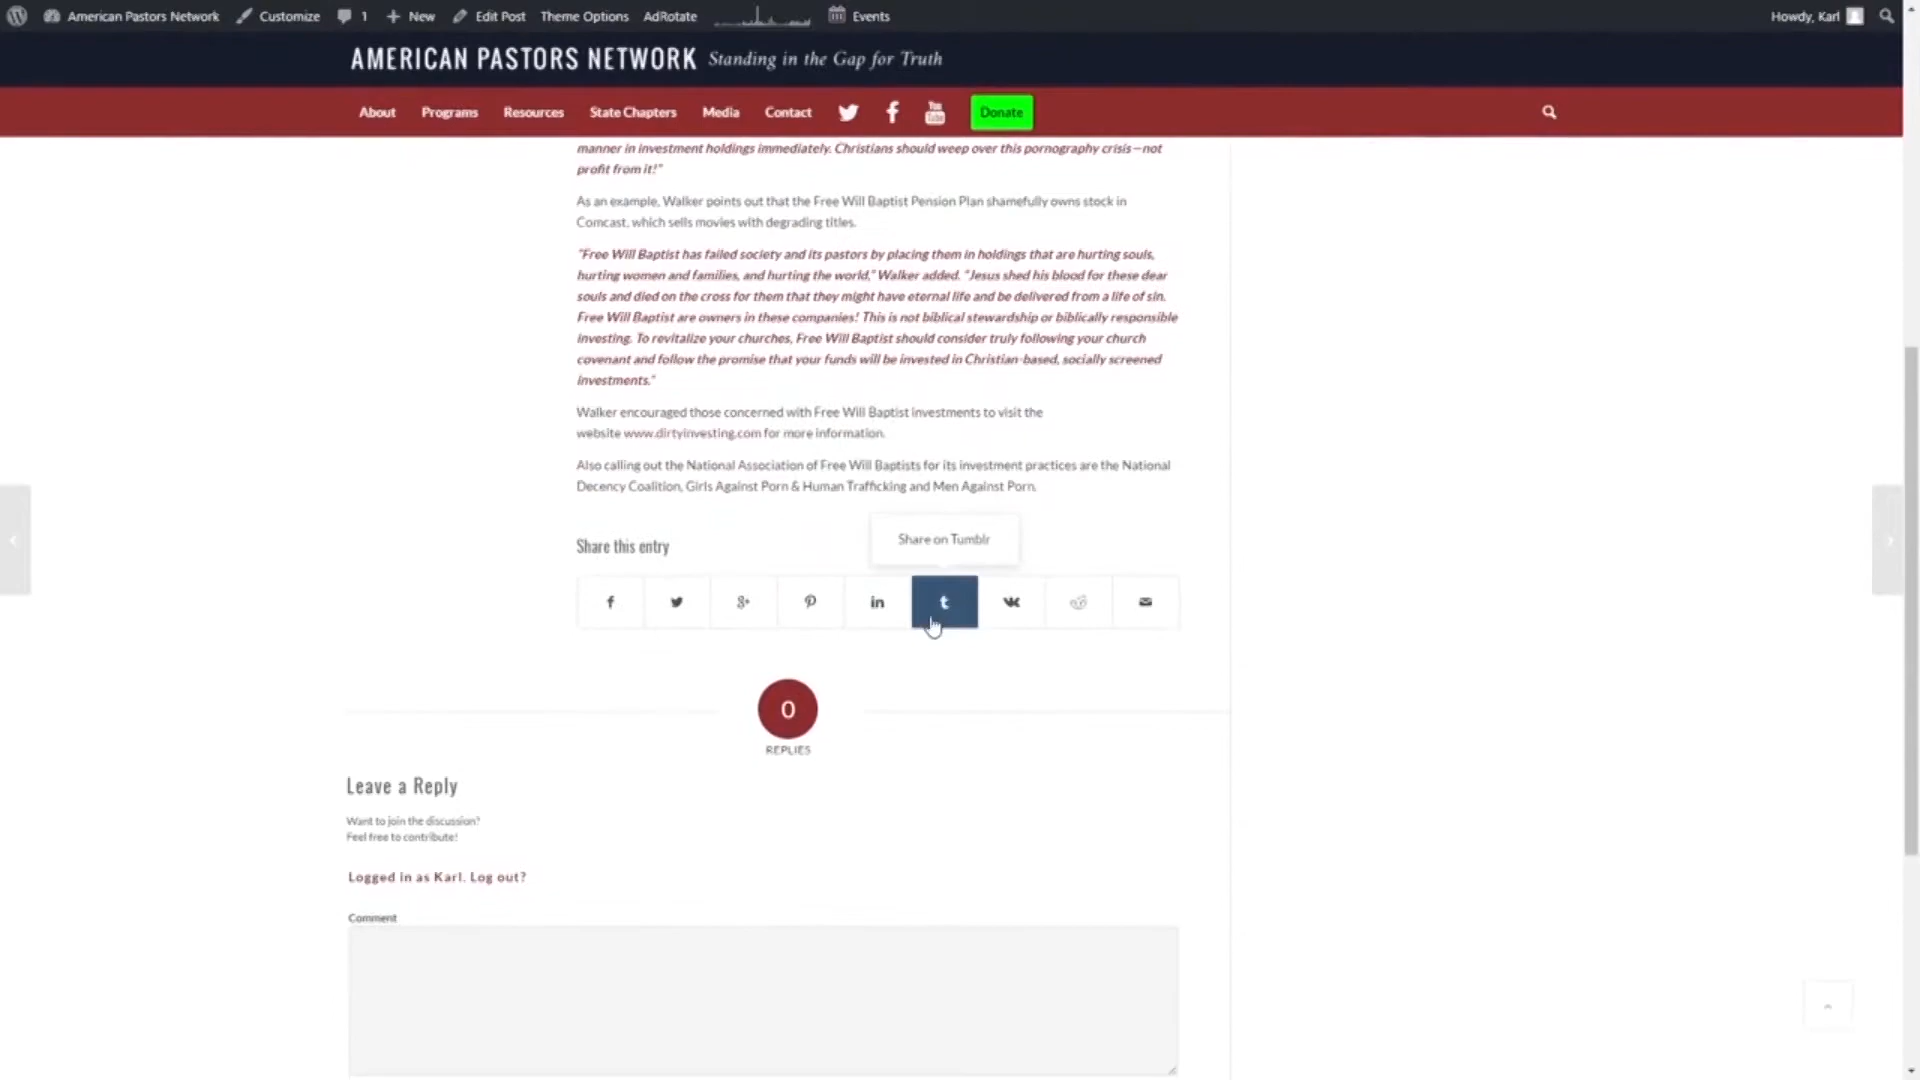 American Pastors Network Customize 1 New Edit Post Theme Options AdRotate Events Howdy, Karl
AMERICAN PASTORS NETWORK Standing in the Gap for Truth
About Programs Resources State Chapters Media Contact You Tube Donate
manner in investment holdings immediately. Christians should weep over this pornography crisis—not
profit from it!"
As an example, Walker points out that the Free Will Baptist Pension Plan shamefully owns stock in
Comcast, which sells movies with degrading titles.
"Free Will Baptist has failed society and its pastors by placing them in holdings that are hurting souls,
hurting women and families, and hurting the world," Walker added. "Jesus shed his blood for these dear
souls and died on the cross for them that they might have eternal life and be delivered from a life of sin.
Free Will Baptist are owners in these companies! This is not biblical stewardship or biblically responsible
investing. To revitalize your churches, Free Will Baptist should consider truly following your church
covenant and follow the promise that your funds will be invested in Christian-based, socially screened
investments."
Walker encouraged those concerned with Free Will Baptist investments to visit the
website www.dirtyinvesting.com for more information.
Also calling out the National Association of Free Will Baptists for its investment practices are the National
Decency Coalition, Girls Against Porn & Human Trafficking and Men Against Porn.
Share on Tumblr
Share this entry
0
REPLIES
Leave a Reply
Want to join the discussion?
Feel free to contribute!
Logged in as Karl. Log out?
Comment